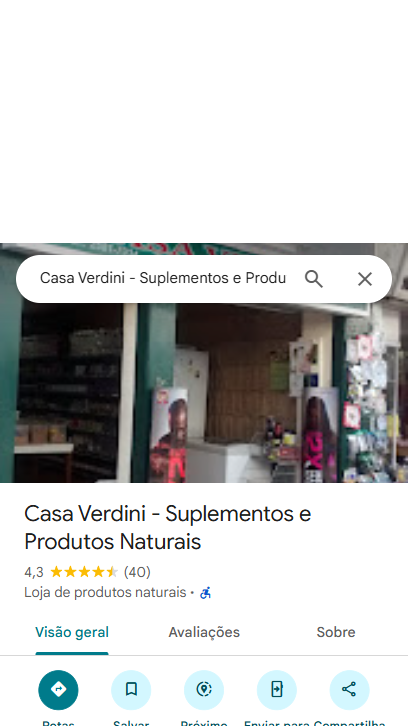 Casa Verdini - Suplementos e Produ
Casa Verdini - Suplementos e
Produtos Naturais
4,3 (40)
Loja de produtos naturais ·
Visão geral Avaliações Sobre
Rotas Salvar Próximo Enviar para Compartilha